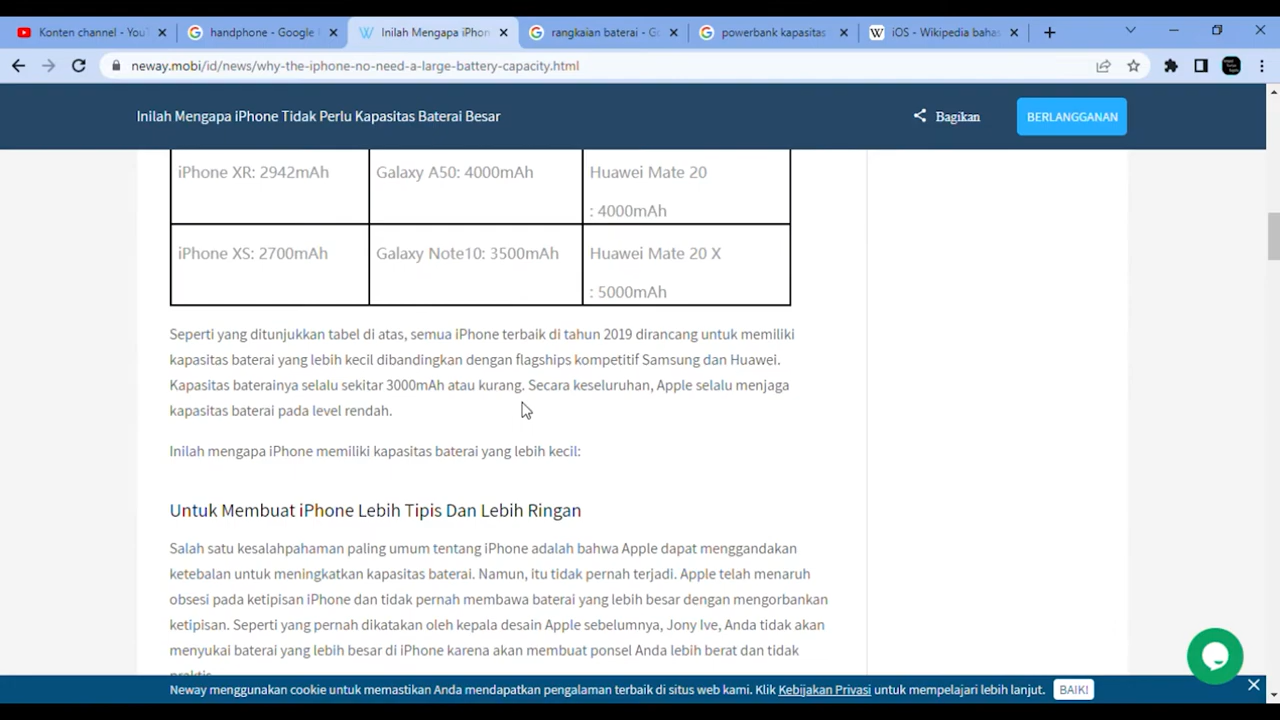 Konten channel - YouT
handphone - Google
Inilah Mengapa iPhon
rangkaian baterai - Go
powerbank kapasitas
iOS - Wikipedia bahas
neway.mobi/id/news/why-the-iphone-no-need-a-large-battery-capacity.html
Inilah Mengapa iPhone Tidak Perlu Kapasitas Baterai Besar
Bagikan
BERLANGGANAN
iPhone XR: 2942mAh
Galaxy A50: 4000mAh
Huawei Mate 20
: 4000mAh
iPhone XS: 2700mAh
Galaxy Note10: 3500mAh
Huawei Mate 20 X
: 5000mAh
Seperti yang ditunjukkan tabel di atas, semua iPhone terbaik di tahun 2019 dirancang untuk memiliki
kapasitas baterai yang lebih kecil dibandingkan dengan flagships kompetitif Samsung dan Huawei.
Kapasitas baterainya selalu sekitar 3000mAh atau kurang. Secara keseluruhan, Apple selalu menjaga
kapasitas baterai pada level rendah.
Inilah mengapa iPhone memiliki kapasitas baterai yang lebih kecil:
Untuk Membuat iPhone Lebih Tipis Dan Lebih Ringan
Salah satu kesalahpahaman paling umum tentang iPhone adalah bahwa Apple dapat menggandakan
ketebalan untuk meningkatkan kapasitas baterai. Namun, itu tidak pernah terjadi. Apple telah menaruh
obsesi pada ketipisan iPhone dan tidak pernah membawa baterai yang lebih besar dengan mengorbankan
ketipisan. Seperti yang pernah dikatakan oleh kepala desain Apple sebelumnya, Jony Ive, Anda tidak akan
menyukai baterai yang lebih besar di iPhone karena akan membuat ponsel Anda lebih berat dan tidak
praktis.
Neway menggunakan cookie untuk memastikan Anda mendapatkan pengalaman terbaik di situs web kami. Klik Kebijakan Privasi untuk mempelajari lebih lanjut.
BAIK!